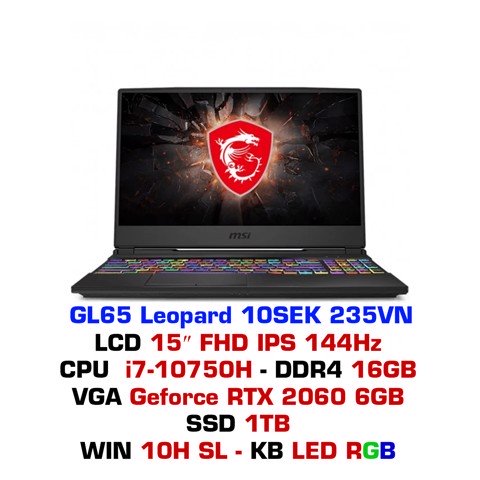 msi
GL65 Leopard 10SEK 235VN
LCD 15″ FHD IPS 144Hz
CPU i7-10750H - DDR4 16GB
VGA Geforce RTX 2060 6GB
SSD 1TB
WIN 10H SL - KB LED RGB